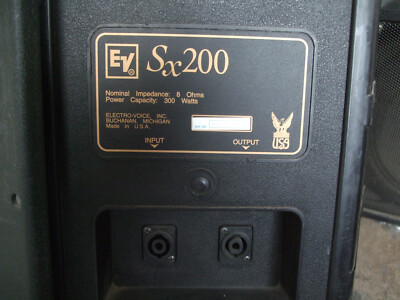 EV ® Sx200
Nominal Impedance: 8 Ohms
Power Capacity: 300 Watts
ELECTRO-VOICE, INC.
BUCHANAN, MICHIGAN
Made in U.S.A.
USA
INPUT OUTPUT